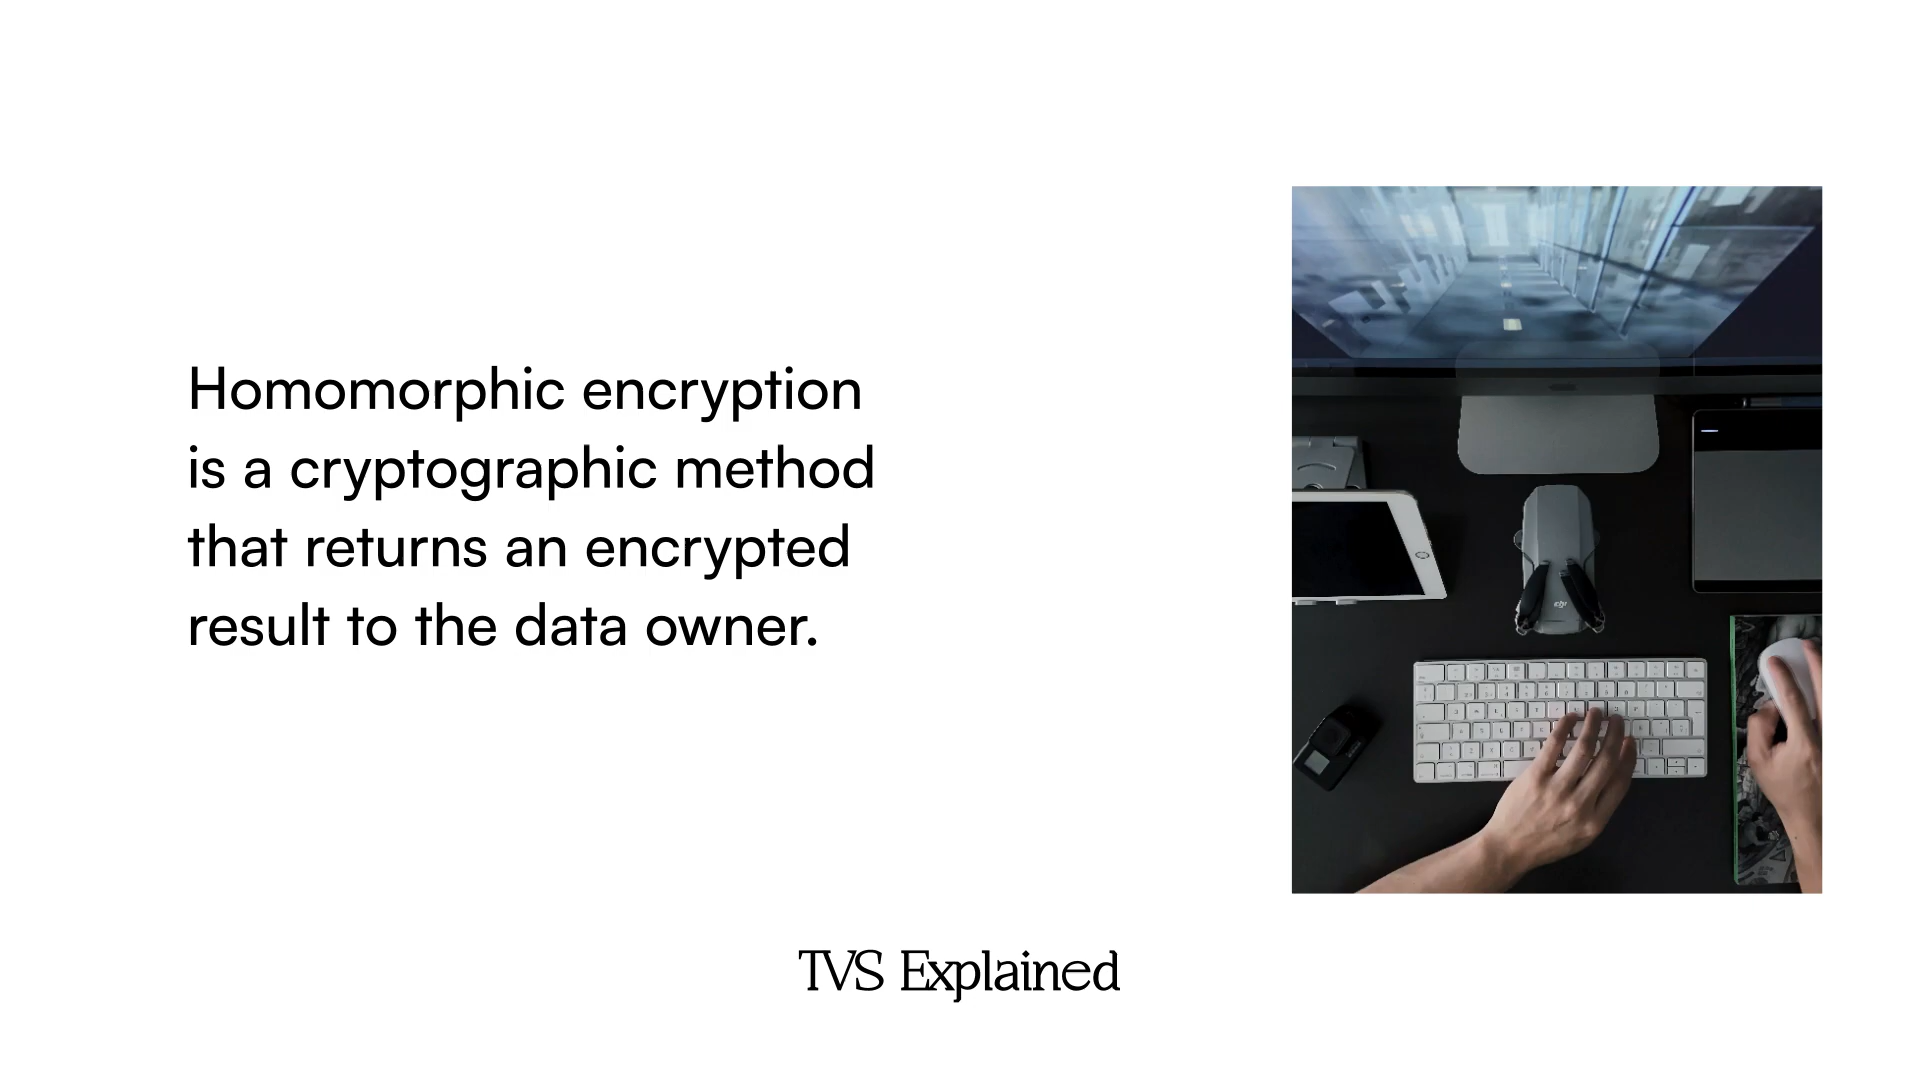 Homomorphic encryption
is a cryptographic method
that returns an encrypted
result to the data owner.
TVS Explained